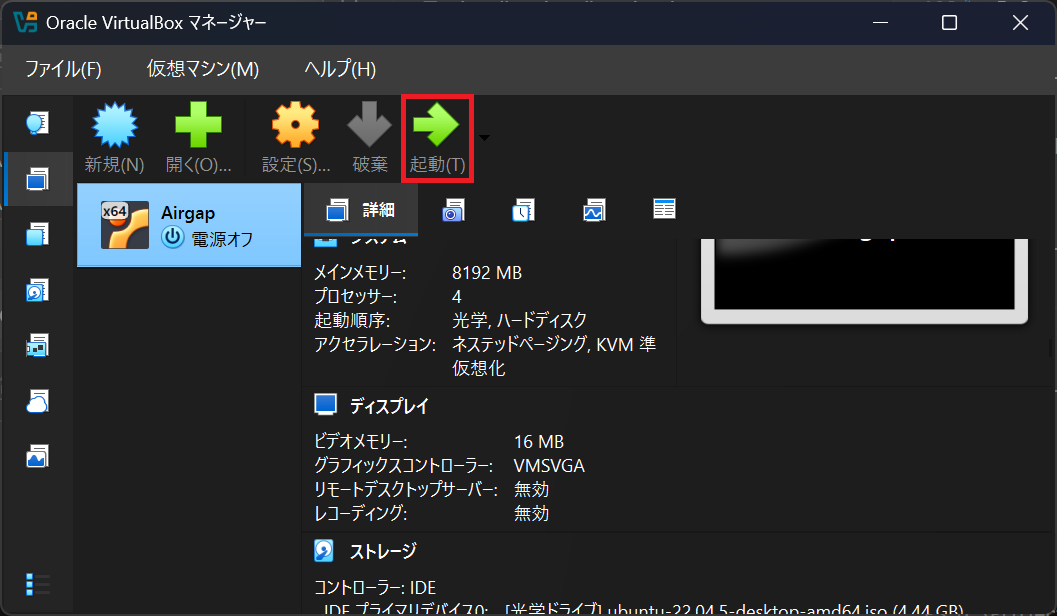 Oracle VirtualBox マネージャー
ファイル(F) 仮想マシン(M) ヘルプ(H)
新規(N) 開く(O)... 設定(S)... 破棄 起動(T)
x64
Airgap
電源オフ
詳細
システム
メインメモリー: 8192 MB
プロセッサー: 4
起動順序: 光学, ハードディスク
アクセラレーション: ネステッドページング, KVM 準
仮想化
ディスプレイ
ビデオメモリー: 16 MB
グラフィックスコントローラー: VMSVGA
リモートデスクトップサーバー: 無効
レコーディング: 無効
ストレージ
コントローラー: IDE
IDE プライマリデバイス0: [光学ドライブ] ubuntu-22.04.5-desktop-amd64.iso (4.44 GB)